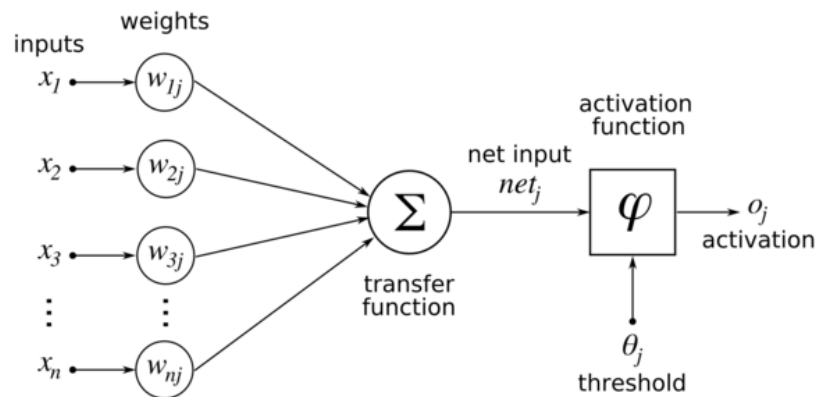 weights
inputs
x₁
w₁ⱼ
x₂
w₂ⱼ
x₃
w₃ⱼ
⋮
⋮
xₙ
wₙⱼ
Σ
transfer
function
net input
netⱼ
activation
function
φ
oⱼ
activation
θⱼ
threshold